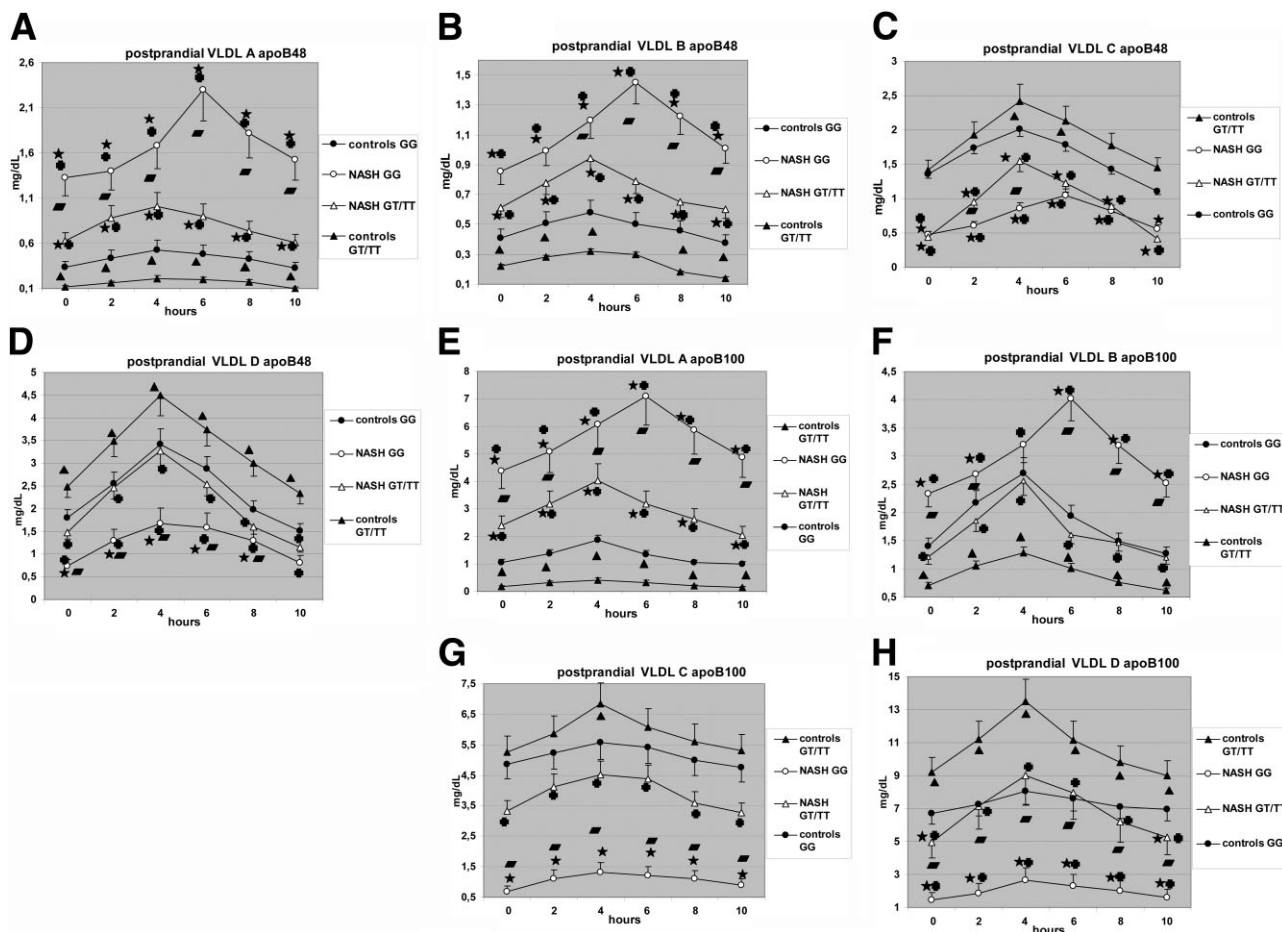 A
postprandial VLDL A apoB48
mg/dL
2,6
2,1
1,6
1,1
0,6
0,1
0 2 4 6 8 10
hours
controls GG
NASH GG
NASH GT/TT
controls
GT/TT
B
postprandial VLDL B apoB48
mg/dL
1,5
1,3
1,1
0,9
0,7
0,5
0,3
0,1
0 2 4 6 8 10
hours
controls GG
NASH GG
NASH GT/TT
controls
GT/TT
C
postprandial VLDL C apoB48
mg/dL
3
2,5
2
1,5
1
0,5
0
0 2 4 6 8 10
hours
controls
GT/TT
NASH GG
NASH GT/TT
controls GG
D
postprandial VLDL D apoB48
mg/dL
5
4,5
4
3,5
3
2,5
2
1,5
1
0,5
0
0 2 4 6 8 10
hours
controls GG
NASH GG
NASH GT/TT
controls
GT/TT
E
postprandial VLDL A apoB100
mg/dL
8
7
6
5
4
3
2
1
0
0 2 4 6 8 10
hours
controls
GT/TT
NASH GG
NASH
GT/TT
controls
GG
F
postprandial VLDL B apoB100
mg/dL
4,5
4
3,5
3
2,5
2
1,5
1
0,5
0 2 4 6 8 10
hours
controls GG
NASH GG
NASH GT/TT
controls
GT/TT
G
postprandial VLDL C apoB100
mg/dL
7,5
6,5
5,5
4,5
3,5
2,5
1,5
0,5
0 2 4 6 8 10
hours
controls
GT/TT
NASH GG
NASH
GT/TT
controls
GG
H
postprandial VLDL D apoB100
mg/dL
15
13
11
9
7
5
3
1
0 2 4 6 8 10
hours
controls
GT/TT
NASH GG
NASH GT/TT
controls GG